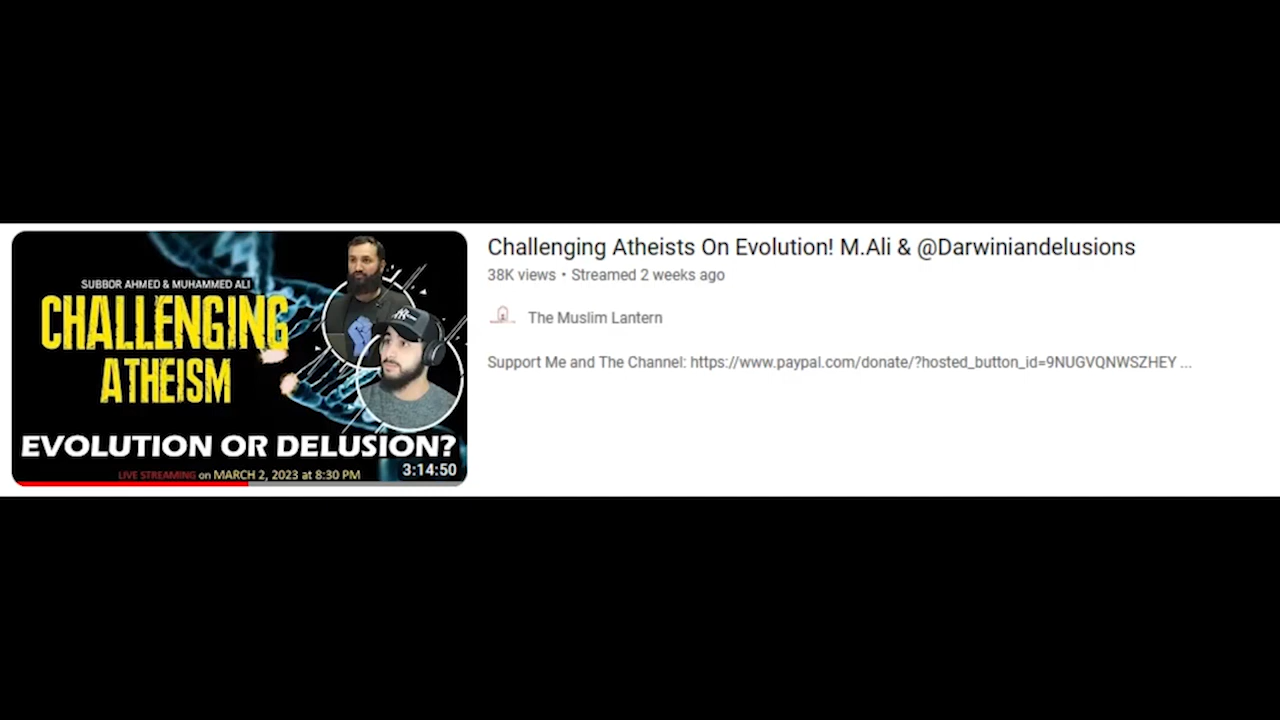 SUBBOR AHMED & MUHAMMED ALI
CHALLENGING
ATHEISM
EVOLUTION OR DELUSION?
LIVE STREAMING on MARCH 2, 2023 at 8:30 PM
3:14:50
Challenging Atheists On Evolution! M.Ali & @Darwiniandelusions
38K views • Streamed 2 weeks ago
The Muslim Lantern
Support Me and The Channel: https://www.paypal.com/donate/?hosted_button_id=9NUGVQNWSZHEY ...